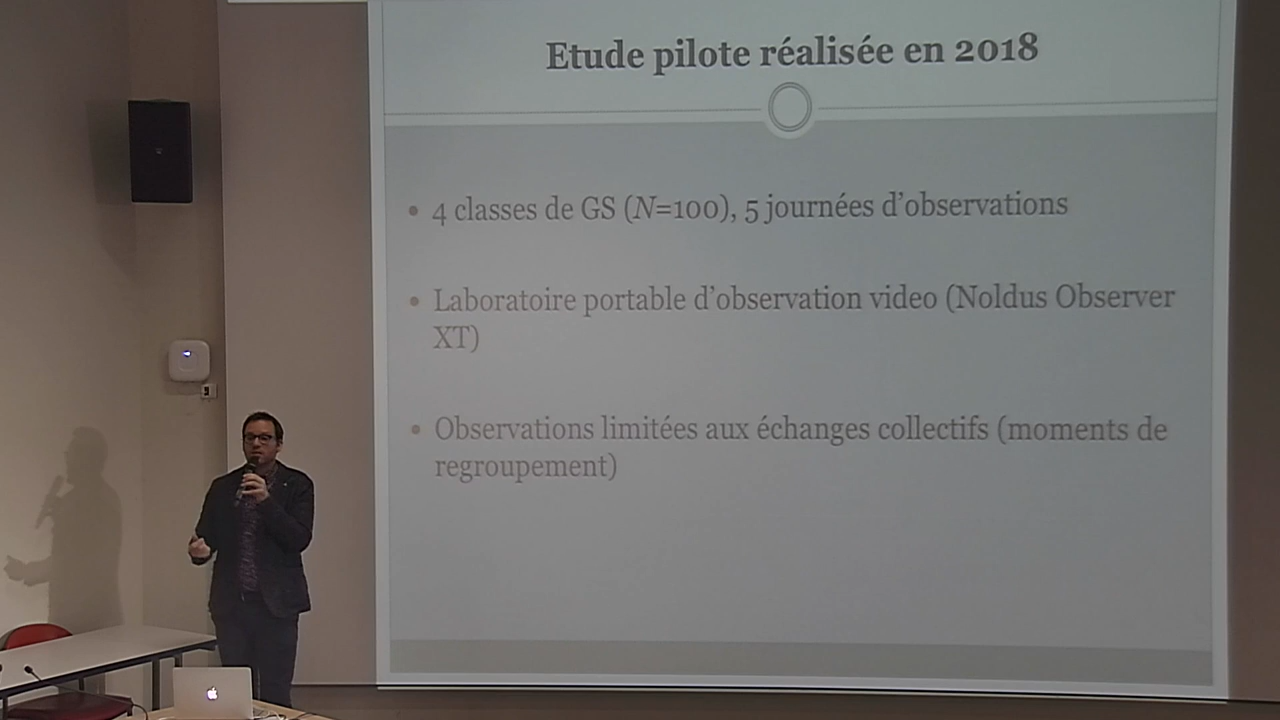 Etude pilote réalisée en 2018
• 4 classes de GS (N=100), 5 journées d'observations
• Laboratoire portable d'observation video (Noldus Observer
XT)
• Observations limitées aux échanges collectifs (moments de
regroupement)